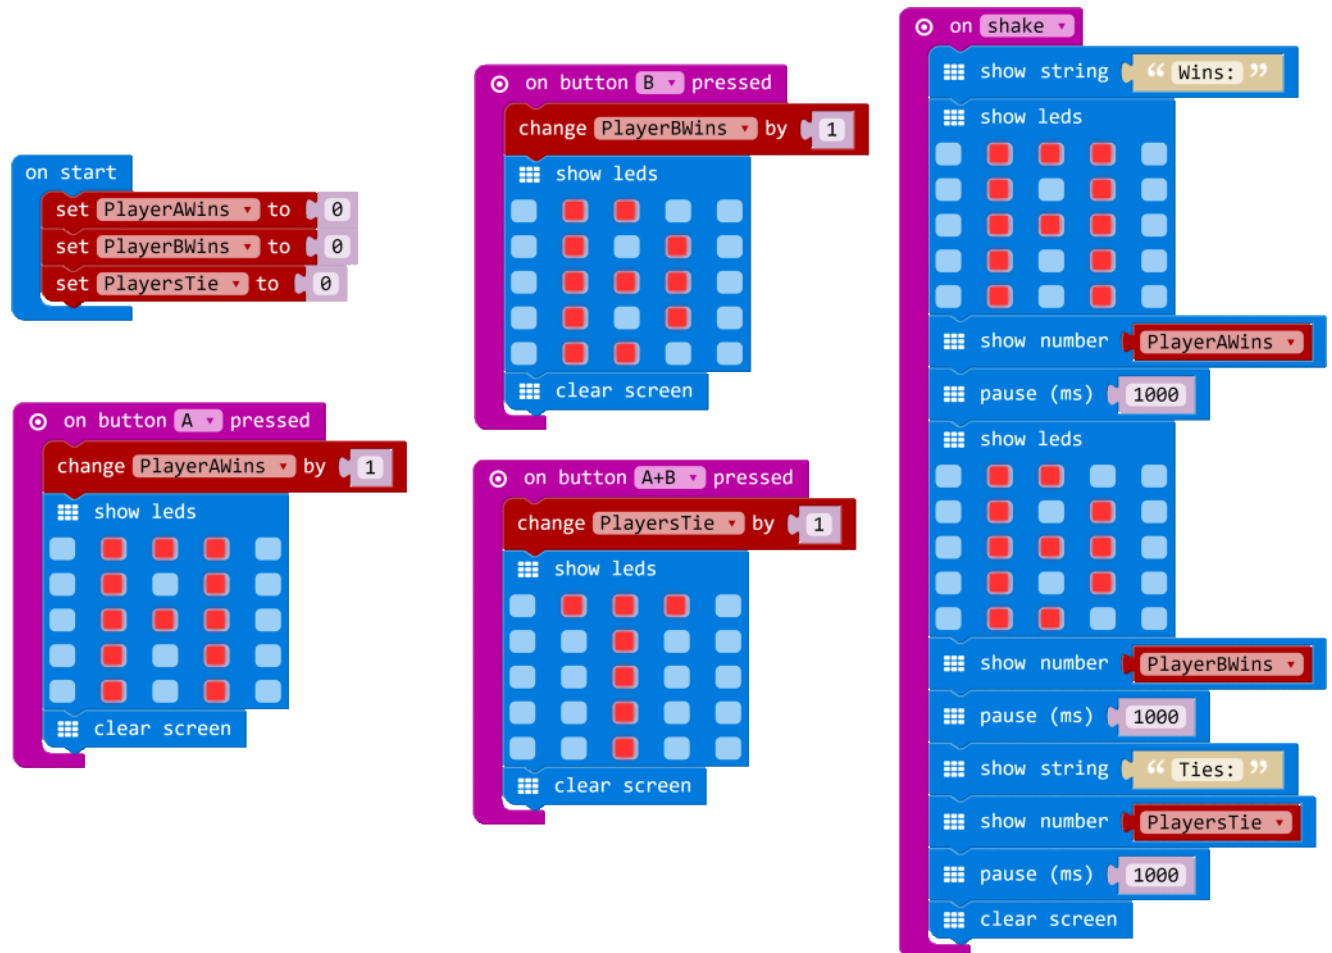 on start
set PlayerAWins to 0
set PlayerBWins to 0
set PlayersTie to 0
on button A pressed
change PlayerAWins by 1
show leds
clear screen
on button B pressed
change PlayerBWins by 1
show leds
clear screen
on button A+B pressed
change PlayersTie by 1
show leds
clear screen
on shake
show string “ Wins: ”
show leds
show number PlayerAWins
pause (ms) 1000
show leds
show number PlayerBWins
pause (ms) 1000
show string “ Ties: ”
show number PlayersTie
pause (ms) 1000
clear screen